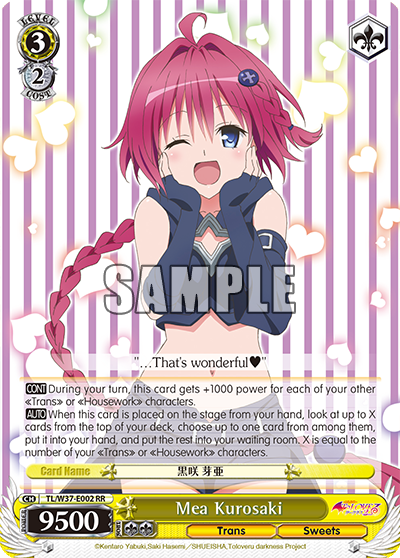 LEVEL
3
2
COST
SAMPLE
"...That's wonderful♥"
CONT During your turn, this card gets +1000 power for each of your other
«Trans» or «Housework» characters.
AUTO When this card is placed on the stage from your hand, look at up to X
cards from the top of your deck, choose up to one card from among them,
put it into your hand, and put the rest into your waiting room. X is equal to the
number of your «Trans» or «Housework» characters.
Card Name
黒咲 芽亜
CH TL/W37-E002 RR
Mea Kurosaki
POWER
9500
SOUL
Trans
Sweets
©Kentaro Yabuki,Saki Hasemi/SHUEISHA,Toloveru darkness Project